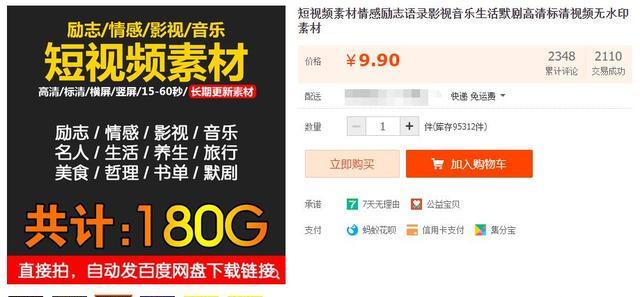 励志/情感/影视/音乐
短视频素材
高清/标清/横屏/竖屏/15-60秒/
长期更新素材
励志 / 情感 / 影视 / 音乐
名人 / 生活 / 养生 / 旅行
美食 / 哲理 / 书单 / 默剧
共计:180G
直接拍，自动发百度网盘下载链接
短视频素材情感励志语录影视音乐生活默剧高清标清视频无水印
素材
价格
¥9.90
2348
累计评论
2110
交易成功
配送
快递 免运费
数量
1
件(库存95312件)
立即购买
加入购物车
承诺
7天无理由
公益宝贝
支付
蚂蚁花呗
信用卡支付
集分宝